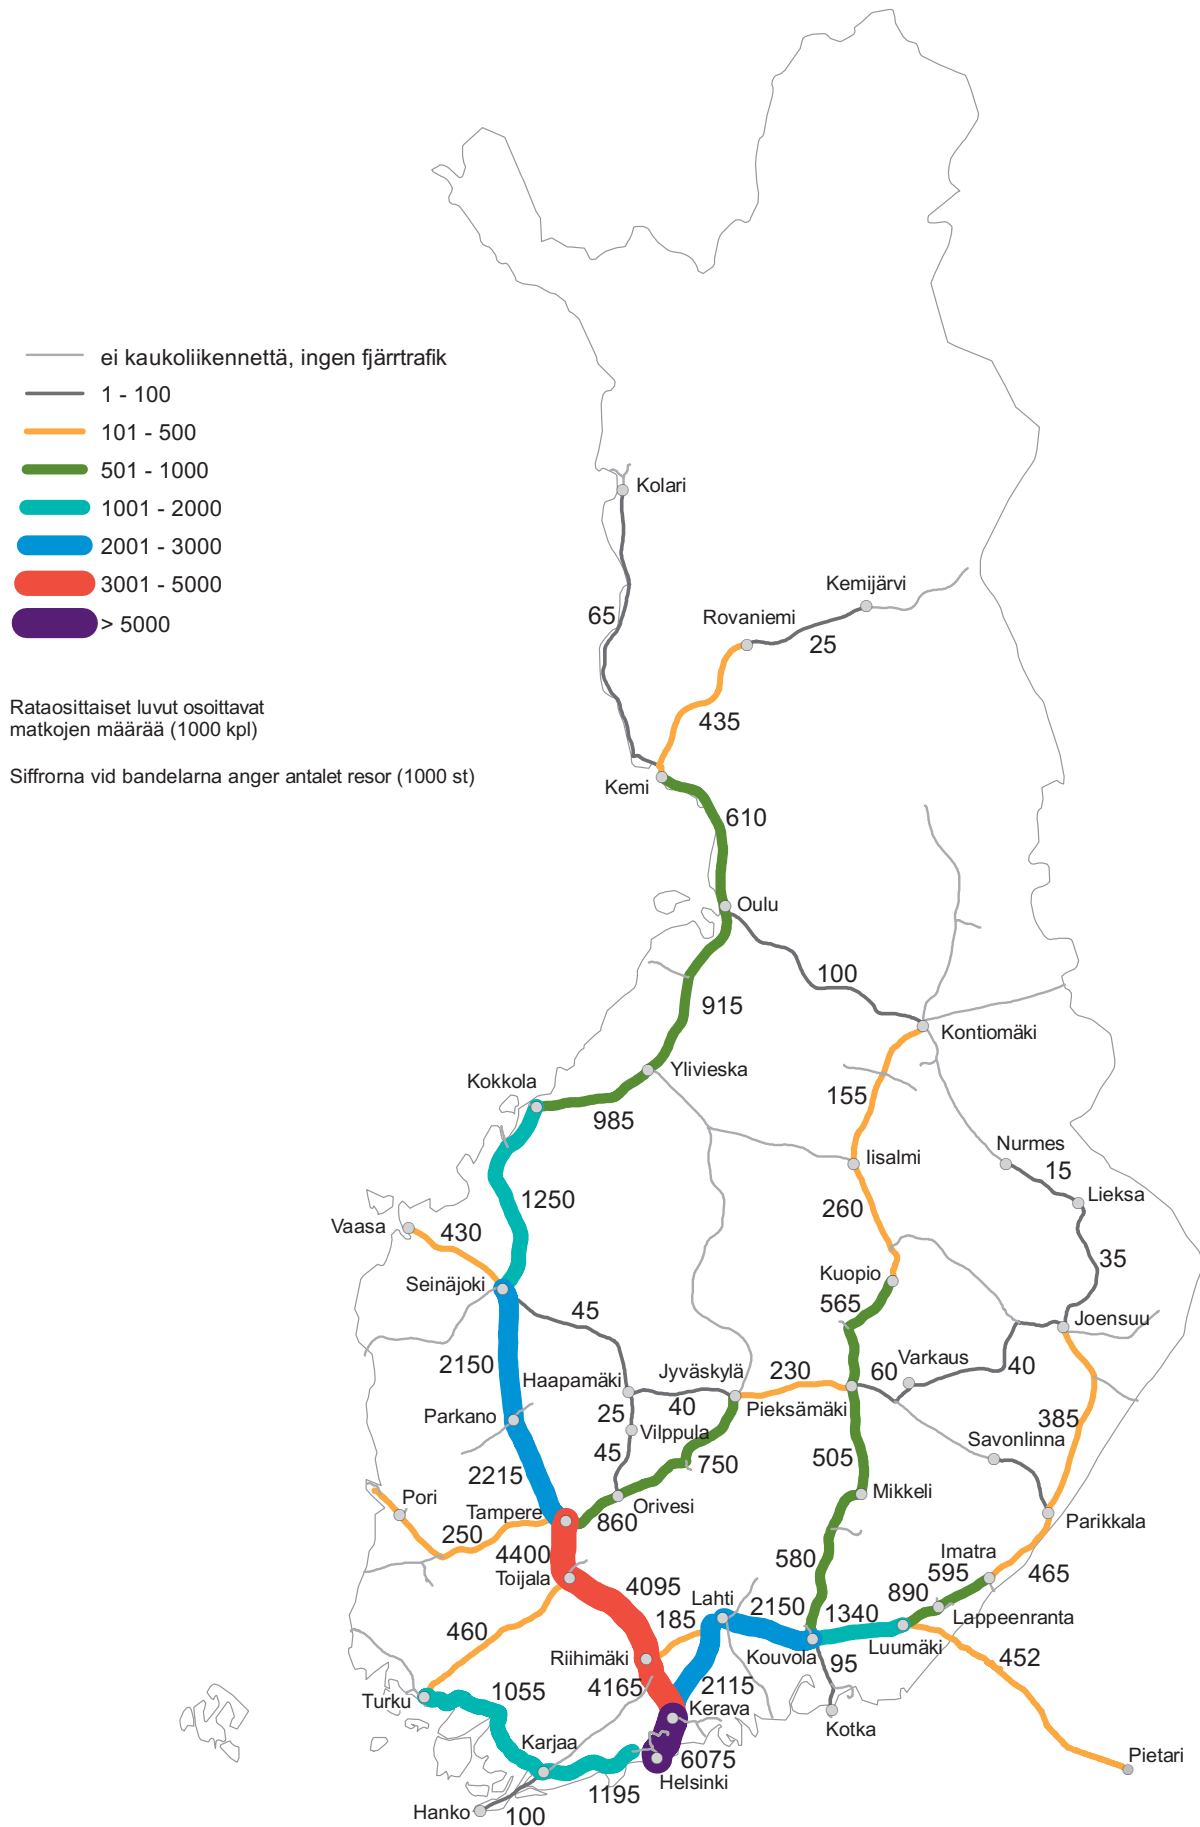 ei kaukoliikennettä, ingen fjärrtrafik
1 - 100
101 - 500
501 - 1000
1001 - 2000
2001 - 3000
3001 - 5000
> 5000
Rataosittaiset luvut osoittavat
matkojen määrää (1000 kpl)
Siffrorna vid bandelarna anger antalet resor (1000 st)
Kolari
Kemijärvi
65
Rovaniemi
25
435
Kemi
610
Oulu
100
915
Kontiomäki
Ylivieska
Kokkola
155
985
Nurmes
Iisalmi
15
Lieksa
1250
260
Vaasa
430
35
Kuopio
Seinäjoki
565
45
Joensuu
2150
Jyväskylä
230
Varkaus
40
Haapamäki
60
40
Pieksämäki
Parkano
25
385
Vilppula
Savonlinna
45
750
505
2215
Mikkeli
Pori
Orivesi
Tampere
860
Parikkala
250
4400
Imatra
580
Toijala
595
465
4095
890
Lahti
2150
1340
Lappeenranta
185
460
Luumäki
Riihimäki
Kouvola
95
452
4165
2115
Turku
1055
Kerava
Kotka
Karjaa
6075
Pietari
Helsinki
1195
Hanko
100